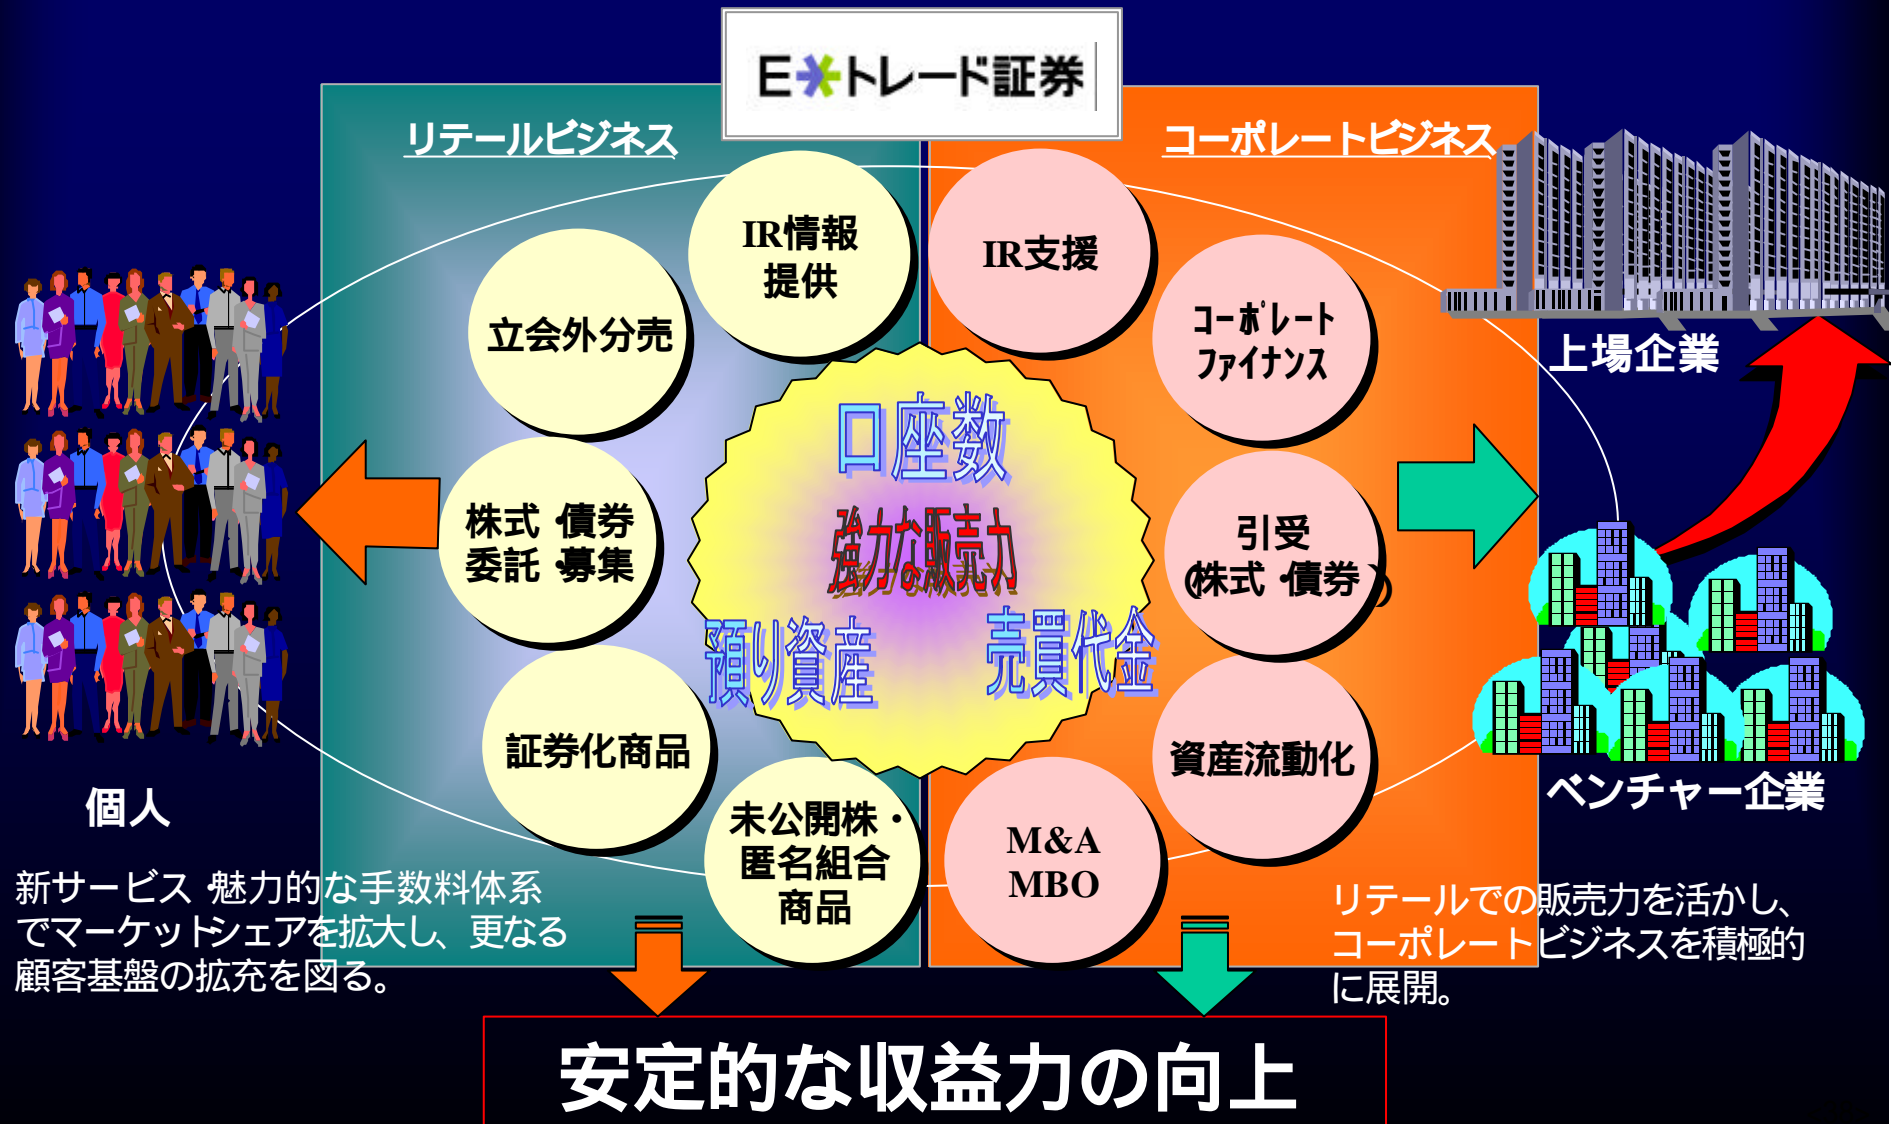 E*トレード証券
リテールビジネス
コーポレートビジネス
IR情報
提供
IR支援
立会外分売
コーポレート
ファイナンス
上場企業
口座数
株式・債券
委託・募集
強力な販売力
引受
(株式・債券)
預り資産
売買代金
証券化商品
資産流動化
個人
ベンチャー企業
未公開株・
匿名組合
商品
M&A
MBO
新サービス・魅力的な手数料体系
でマーケットシェアを拡大し、更なる
顧客基盤の拡充を図る。
リテールでの販売力を活かし、
コーポレートビジネスを積極的
に展開。
安定的な収益力の向上